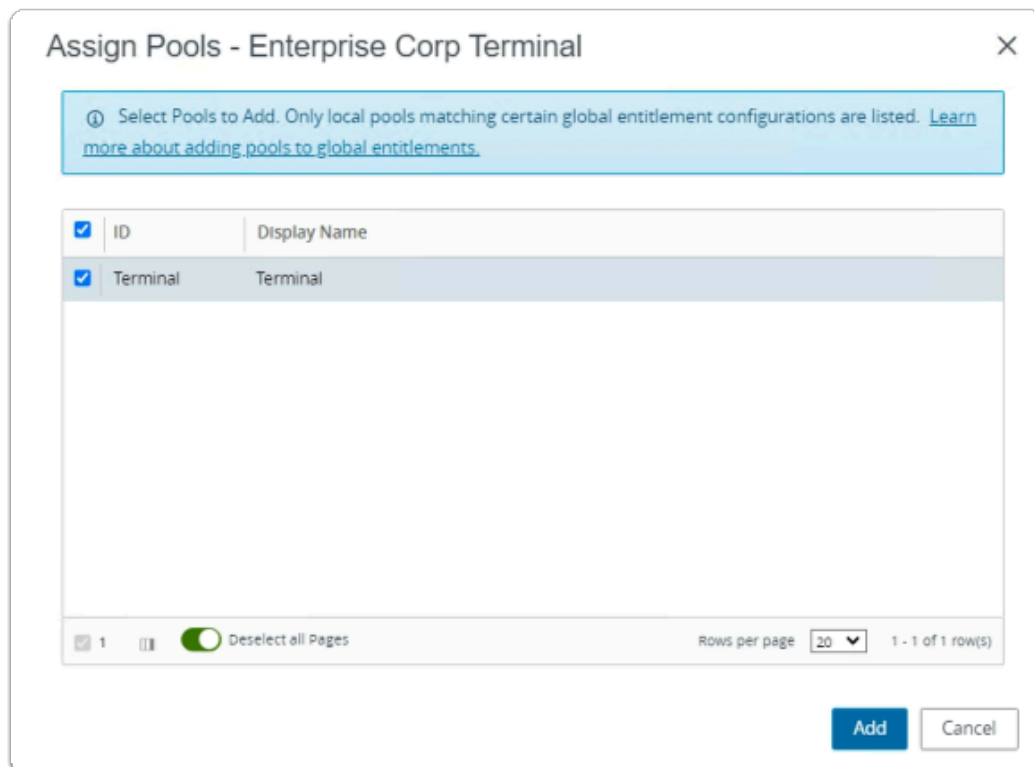 Assign Pools - Enterprise Corp Terminal
Select Pools to Add. Only local pools matching certain global entitlement configurations are listed. Learn
more about adding pools to global entitlements.
ID Display Name
Terminal Terminal
1 Deselect all Pages Rows per page 20 1 - 1 of 1 row(s)
Add Cancel